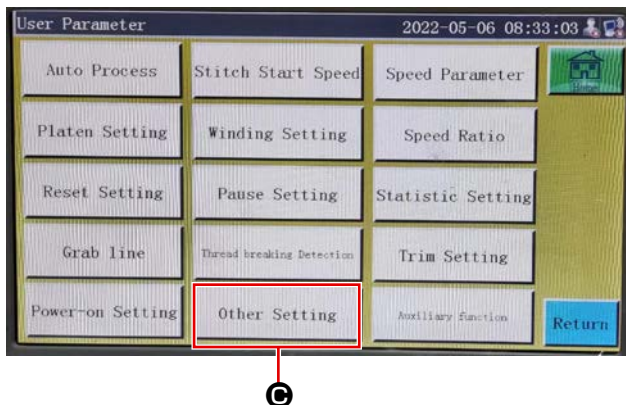 User Parameter 2022-05-06 08:33:03
Auto Process Stitch Start Speed Speed Parameter
Home
Platen Setting Winding Setting Speed Ratio
Reset Setting Pause Setting Statistic Setting
Grab line Thread breaking Detection Trim Setting
Power-on Setting Other Setting Auxiliary function Return
C